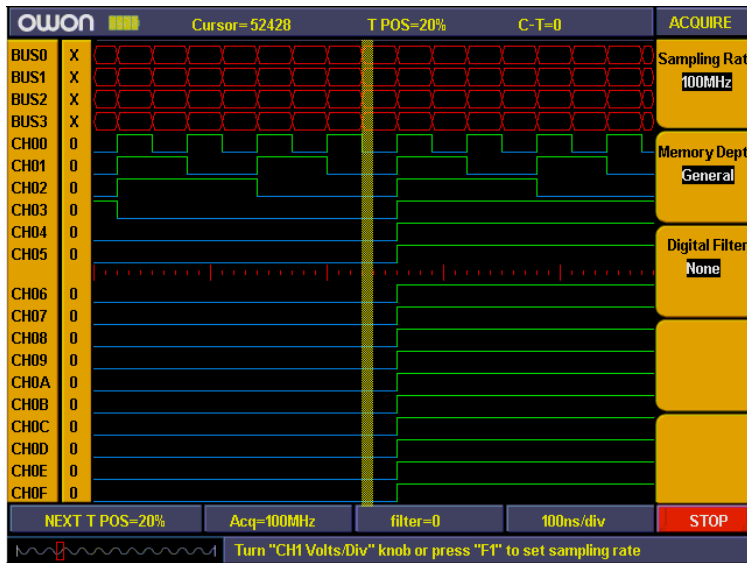 OWON Cursor=52428 T POS=20% C-T=0 ACQUIRE
BUS0 X
BUS1 X
BUS2 X
BUS3 X
CH00 0
CH01 0
CH02 0
CH03 0
CH04 0
CH05 0
CH06 0
CH07 0
CH08 0
CH09 0
CH0A 0
CH0B 0
CH0C 0
CH0D 0
CH0E 0
CH0F 0
Sampling Rat
100MHz
Memory Dept
General
Digital Filter
None
NEXT T POS=20% Acq=100MHz filter=0 100ns/div STOP
Turn "CH1 Volts/Div" knob or press "F1" to set sampling rate